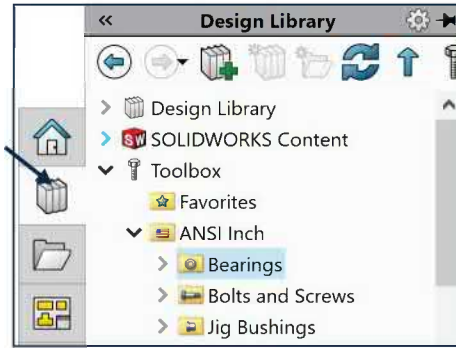 Design Library
Design Library
SOLIDWORKS Content
Toolbox
Favorites
ANSI Inch
Bearings
Bolts and Screws
Jig Bushings